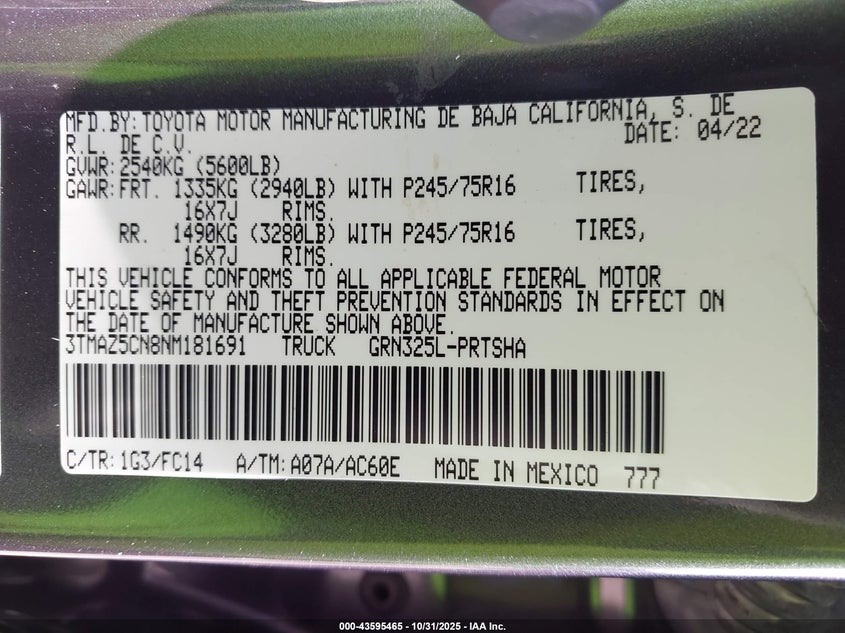 MFD.BY:TOYOTA MOTOR MANUFACTURING DE BAJA CALIFORNIA, S. DE
R.L. DE C.V. DATE: 04/22
GVWR:2540KG (5600LB)
GAWR:FRT. 1335KG (2940LB) WITH P245/75R16 TIRES,
16X7J RIMS.
RR. 1490KG (3280LB) WITH P245/75R16 TIRES,
16X7J RIMS.
THIS VEHICLE CONFORMS TO ALL APPLICABLE FEDERAL MOTOR
VEHICLE SAFETY AND THEFT PREVENTION STANDARDS IN EFFECT ON
THE DATE OF MANUFACTURE SHOWN ABOVE.
3TMAZ5CN8NM181691 TRUCK GRN325L-PRTSHA
C/TR:1G3/FC14 A/TM:A07A/AC60E MADE IN MEXICO 777
000-43595465 - 10/31/2025 - IAA Inc.